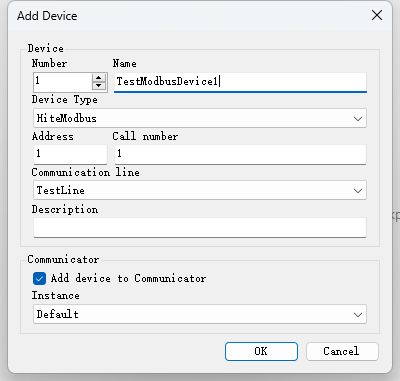 Add Device
Device
Number Name
1 TestModbusDevice1
Device Type
HiteModbus
Address Call number
1 1
Communication line
TestLine
Description
Communicator
Add device to Communicator
Instance
Default
OK Cancel